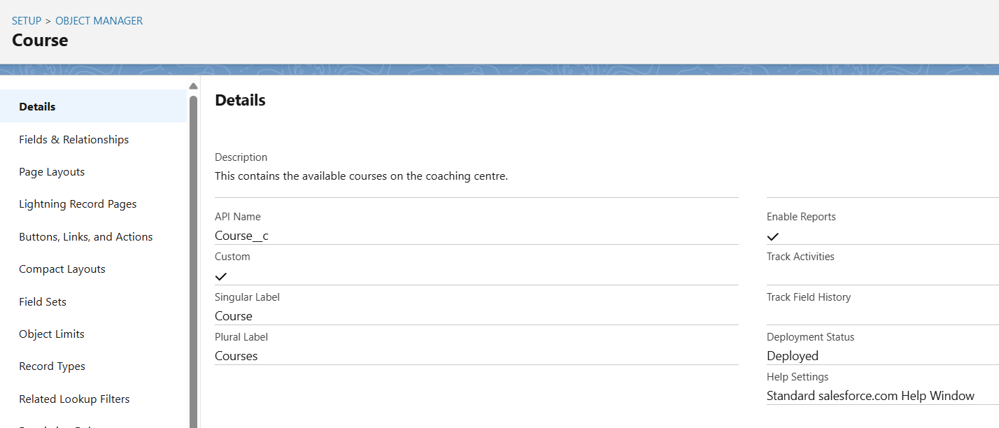 SETUP > OBJECT MANAGER
Course
Details
Fields & Relationships
Page Layouts
Lightning Record Pages
Buttons, Links, and Actions
Compact Layouts
Field Sets
Object Limits
Record Types
Related Lookup Filters
Details
Description
This contains the available courses on the coaching centre.
API Name
Course__c
Custom
Singular Label
Course
Plural Label
Courses
Enable Reports
Track Activities
Track Field History
Deployment Status
Deployed
Help Settings
Standard salesforce.com Help Window